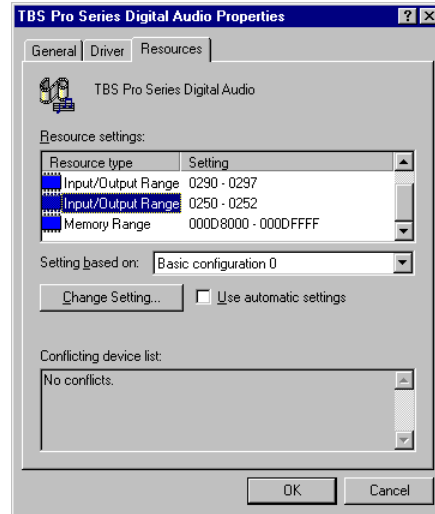 TBS Pro Series Digital Audio Properties
General Driver Resources
TBS Pro Series Digital Audio
Resource settings:
Resource type Setting
Input/Output Range 0290 - 0297
Input/Output Range 0250 - 0252
Memory Range 000D8000 - 000DFFFF
Setting based on: Basic configuration 0
Change Setting... Use automatic settings
Conflicting device list:
No conflicts.
OK Cancel